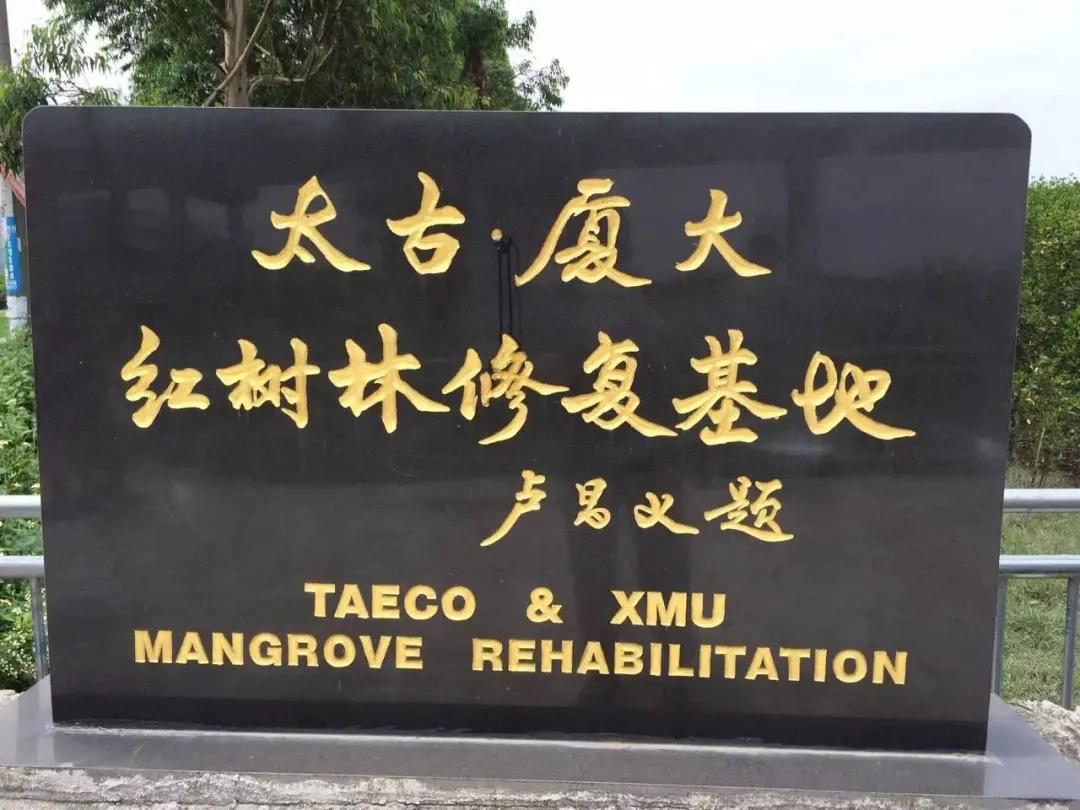 太古·厦大
红树林修复基地
卢昌义题
TAECO & XMU
MANGROVE REHABILITATION